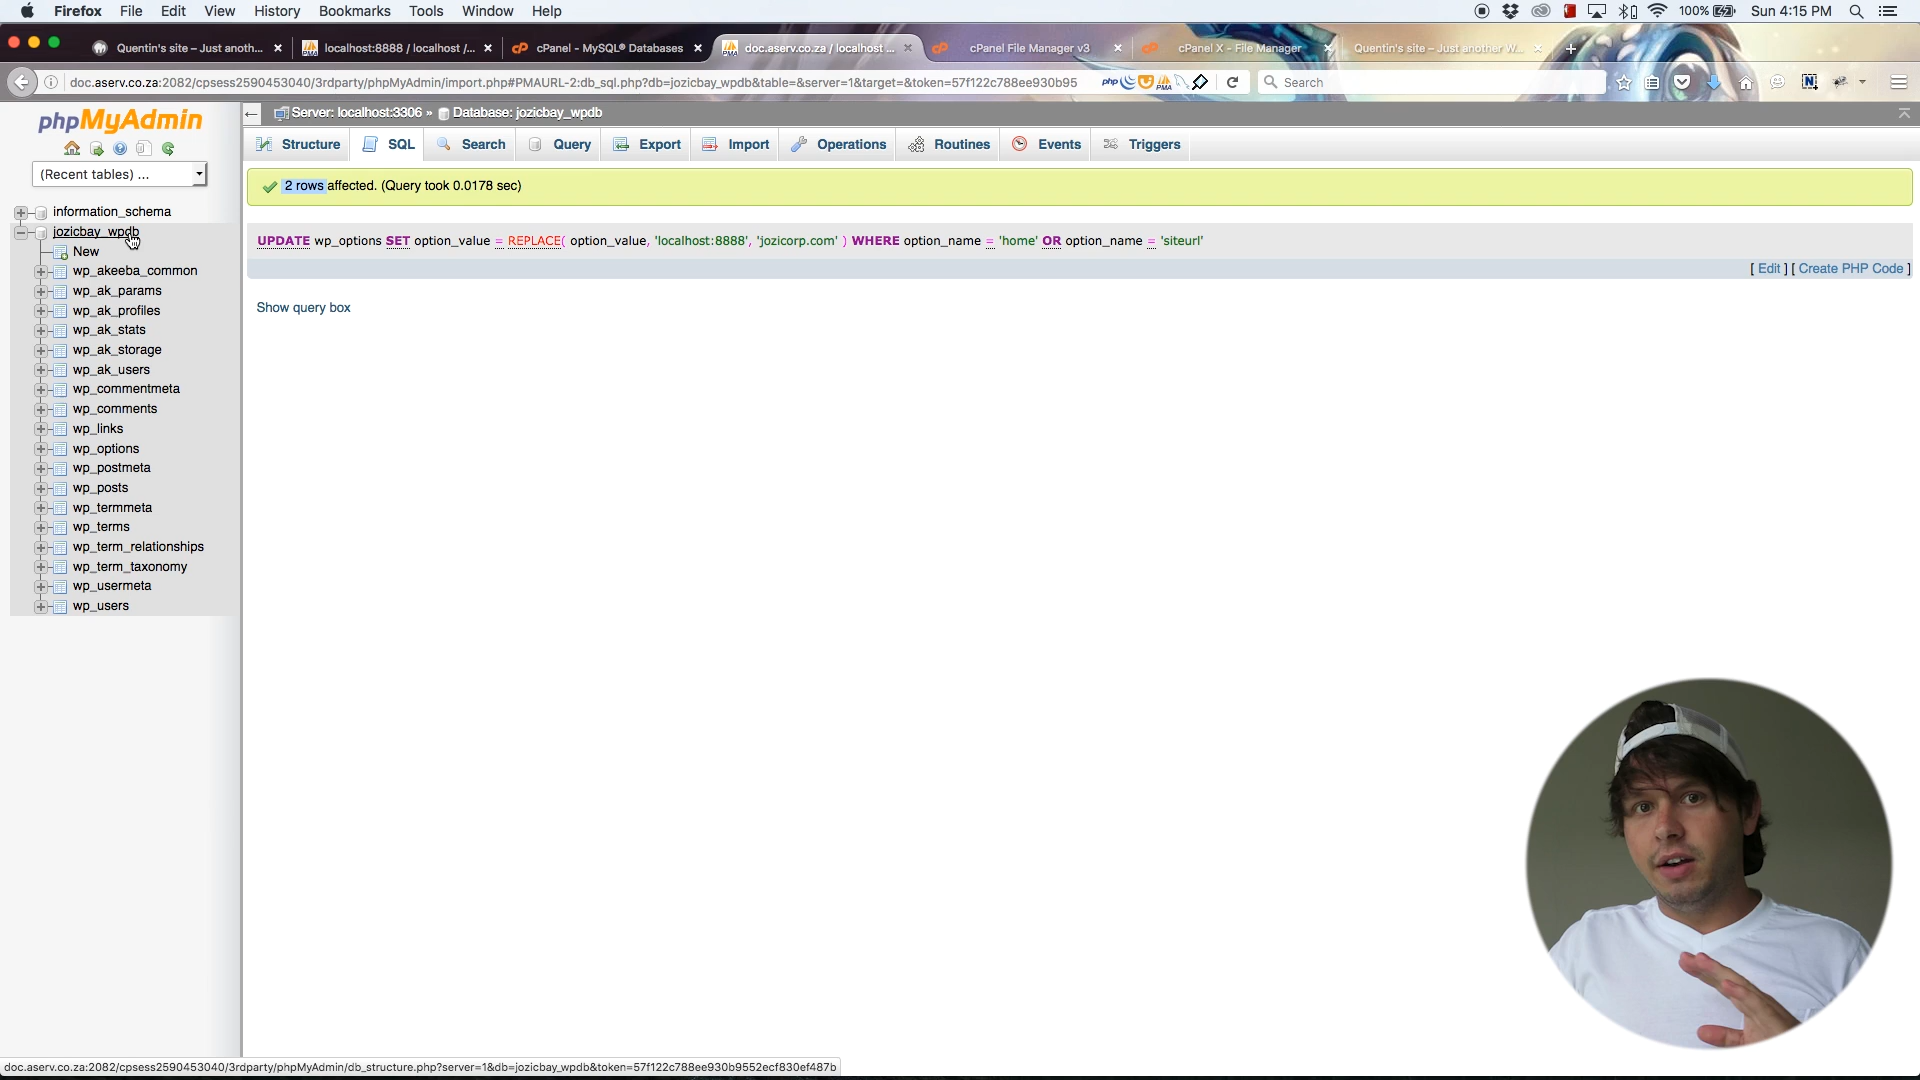 Firefox File Edit View History Bookmarks Tools Window Help 100% Sun 4:15 PM
Quentin's site – Just anoth... localhost:8888 / localhost /... cPanel - MySQL® Databases doc.aserv.co.za / localhost ... cPanel File Manager v3 cPanel X - File Manager Quentin's site – Just another W...
doc.aserv.co.za:2082/cpsess2590453040/3rdparty/phpMyAdmin/import.php#PMAURL-2:db_sql.php?db=jozicbay_wpdb&table=&server=1&target=&token=57f122c788ee930b95 php PMA Search
phpMyAdmin
Server: localhost:3306 » Database: jozicbay_wpdb
Structure SQL Search Query Export Import Operations Routines Events Triggers
(Recent tables) ...
2 rows affected. (Query took 0.0178 sec)
information_schema
jozicbay_wpdb
UPDATE wp_options SET option_value = REPLACE( option_value, 'localhost:8888', 'jozicorp.com' ) WHERE option_name = 'home' OR option_name = 'siteurl'
New
[ Edit ] [ Create PHP Code ]
wp_akeeba_common
wp_ak_params
Show query box
wp_ak_profiles
wp_ak_stats
wp_ak_storage
wp_ak_users
wp_commentmeta
wp_comments
wp_links
wp_options
wp_postmeta
wp_posts
wp_termmeta
wp_terms
wp_term_relationships
wp_term_taxonomy
wp_usermeta
wp_users
doc.aserv.co.za:2082/cpsess2590453040/3rdparty/phpMyAdmin/db_structure.php?server=1&db=jozicbay_wpdb&token=57f122c788ee930b9552ecf830ef487b